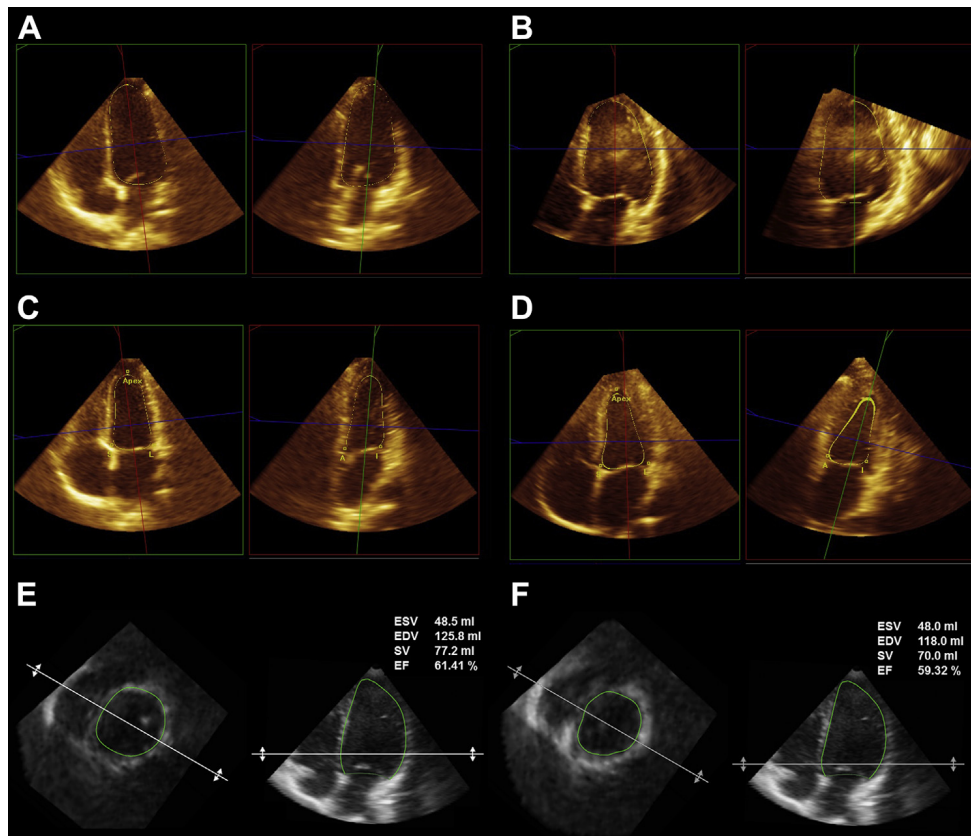 A
B
C
Apex
S
L
A
I
D
Apex
S
A
I
E
ESV 48.5 ml
EDV 125.8 ml
SV 77.2 ml
EF 61.41 %
F
ESV 48.0 ml
EDV 118.0 ml
SV 70.0 ml
EF 59.32 %